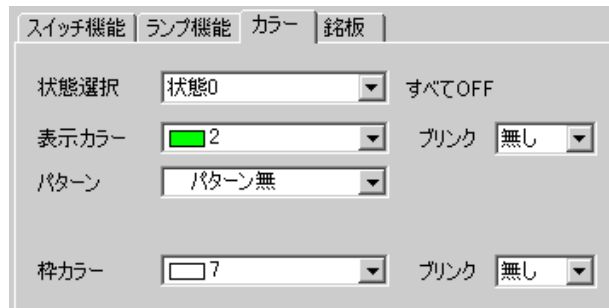 スイッチ機能 ランプ機能 カラー 銘板
状態選択 状態0 すべてOFF
表示カラー 2 ブリンク 無し
パターン パターン無
枠カラー 7 ブリンク 無し